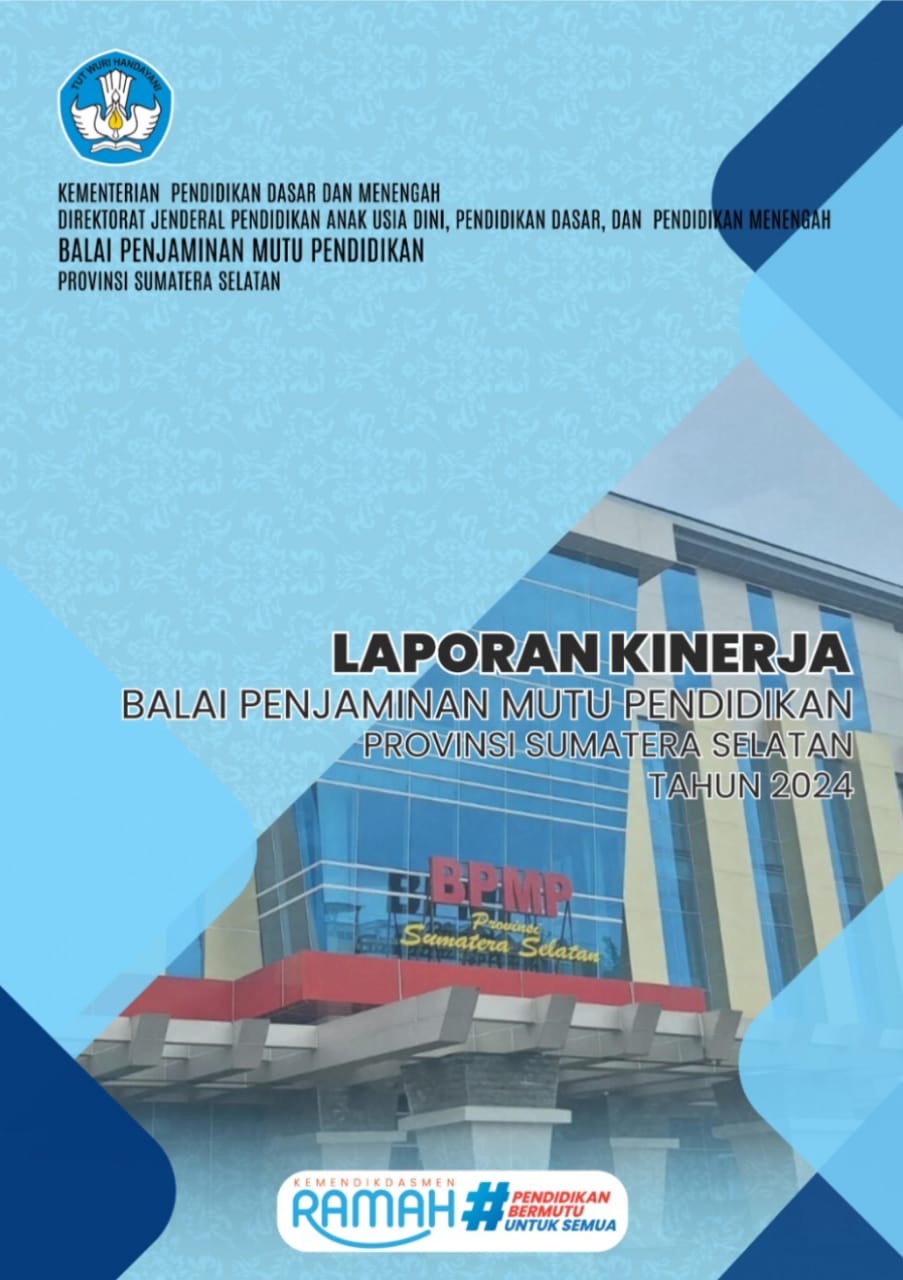 TUT WURI HANDAYANI
KEMENTERIAN PENDIDIKAN DASAR DAN MENENGAH
DIREKTORAT JENDERAL PENDIDIKAN ANAK USIA DINI, PENDIDIKAN DASAR, DAN PENDIDIKAN MENENGAH
BALAI PENJAMINAN MUTU PENDIDIKAN
PROVINSI SUMATERA SELATAN
LAPORAN KINERJA
BALAI PENJAMINAN MUTU PENDIDIKAN
PROVINSI SUMATERA SELATAN
TAHUN 2024
BPMP
Provinsi
Sumatera Selatan
KEMENDIKDASMEN
RAMAH
#PENDIDIKAN
BERMUTU
UNTUK SEMUA